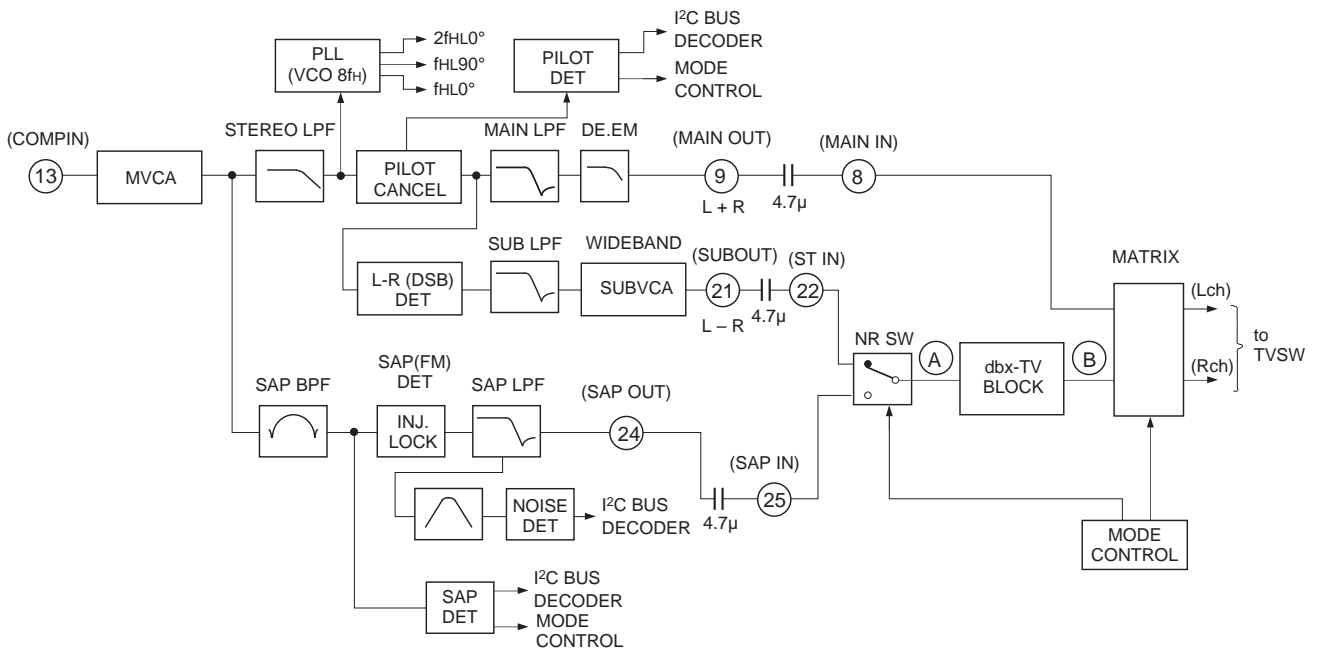 I²C BUS
DECODER
MODE
CONTROL
2fHL0°
fHL90°
fHL0°
PLL
(VCO 8fH)
PILOT
DET
STEREO LPF
MAIN LPF
DE.EM
(COMPIN)
13
MVCA
PILOT
CANCEL
(MAIN OUT)
9
L + R
4.7μ
(MAIN IN)
8
L-R (DSB)
DET
SUB LPF
WIDEBAND
SUBVCA
(SUBOUT)
21
L – R
4.7μ
(ST IN)
22
MATRIX
(Lch)
(Rch)
to
TVSW
NR SW
A
dbx-TV
BLOCK
B
SAP BPF
SAP(FM)
DET
INJ.
LOCK
SAP LPF
(SAP OUT)
24
4.7μ
(SAP IN)
25
NOISE
DET
I²C BUS
DECODER
MODE
CONTROL
SAP
DET
I²C BUS
DECODER
MODE
CONTROL